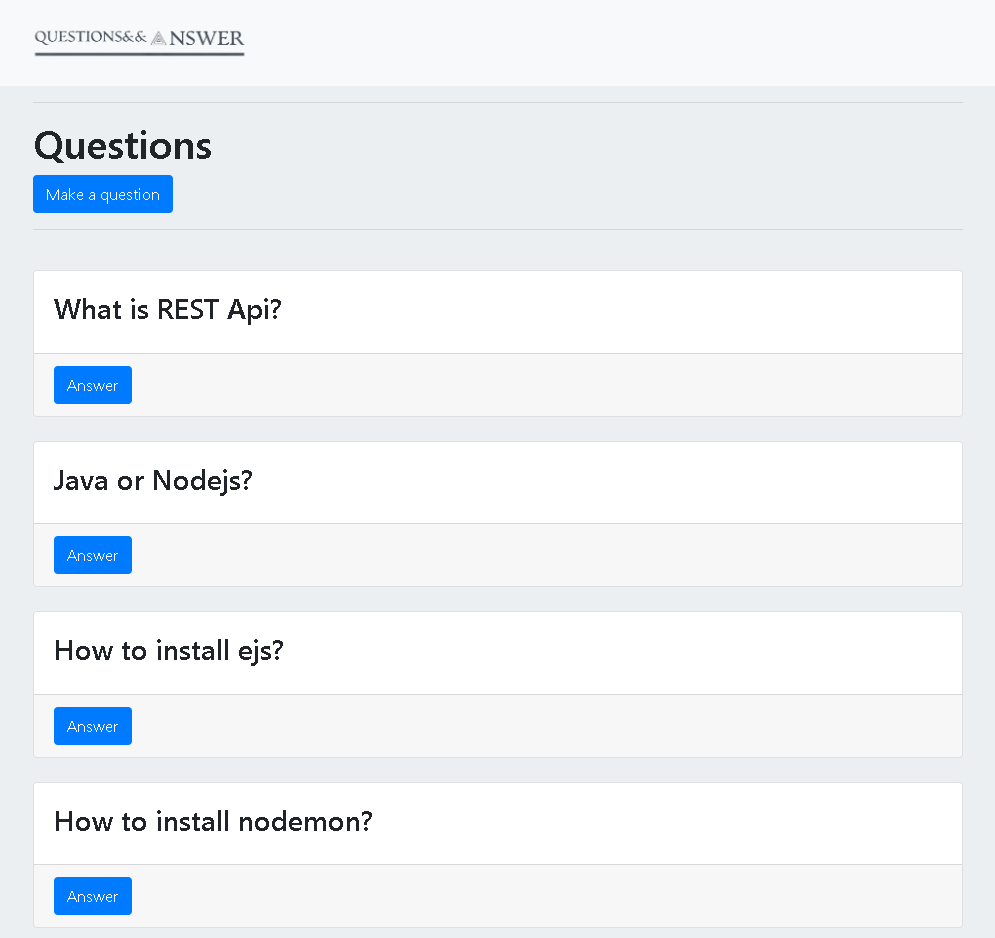 QUESTIONS&& ANSWER
Questions
Make a question
What is REST Api?
Answer
Java or Nodejs?
Answer
How to install ejs?
Answer
How to install nodemon?
Answer